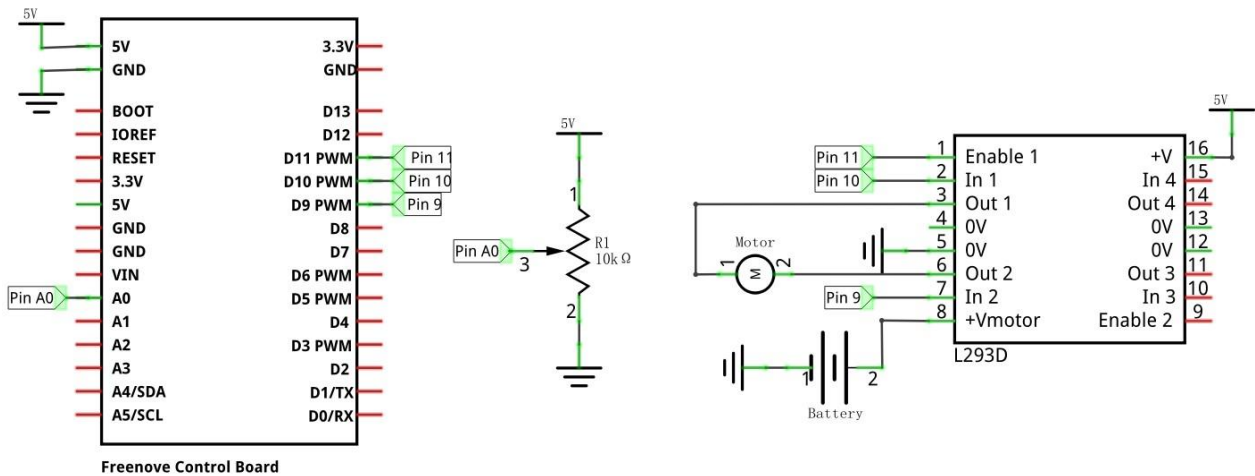 5V
5V
GND
BOOT
IOREF
RESET
3.3V
5V
GND
GND
VIN
Pin A0
A0
A1
A2
A3
A4/SDA
A5/SCL
3.3V
GND
D13
D12
D11 PWM
Pin 11
D10 PWM
Pin 10
D9 PWM
Pin 9
D8
D7
D6 PWM
D5 PWM
D4
D3 PWM
D2
D1/TX
D0/RX
Freenove Control Board
5V
1
Pin A0
3
R1
10kΩ
2
5V
Pin 11
1
Enable 1
Pin 10
2
In 1
3
Out 1
4
0V
5
0V
Motor
1
M
2
6
Out 2
Pin 9
7
In 2
8
+Vmotor
+V
16
In 4
15
Out 4
14
0V
13
0V
12
Out 3
11
In 3
10
Enable 2
9
L293D
1
2
Battery